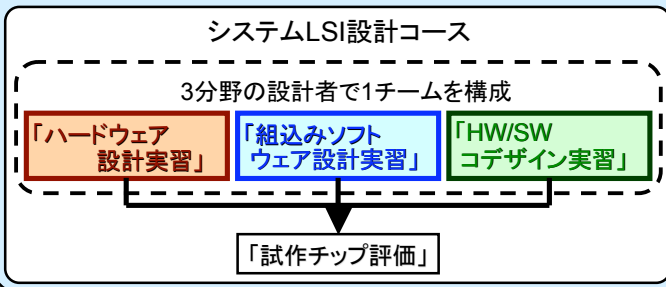 システムLSI設計コース
3分野の設計者で1チームを構成
「ハードウェア
設計実習」
「組込みソフト
ウェア設計実習」
「HW/SW
コデザイン実習」
「試作チップ評価」